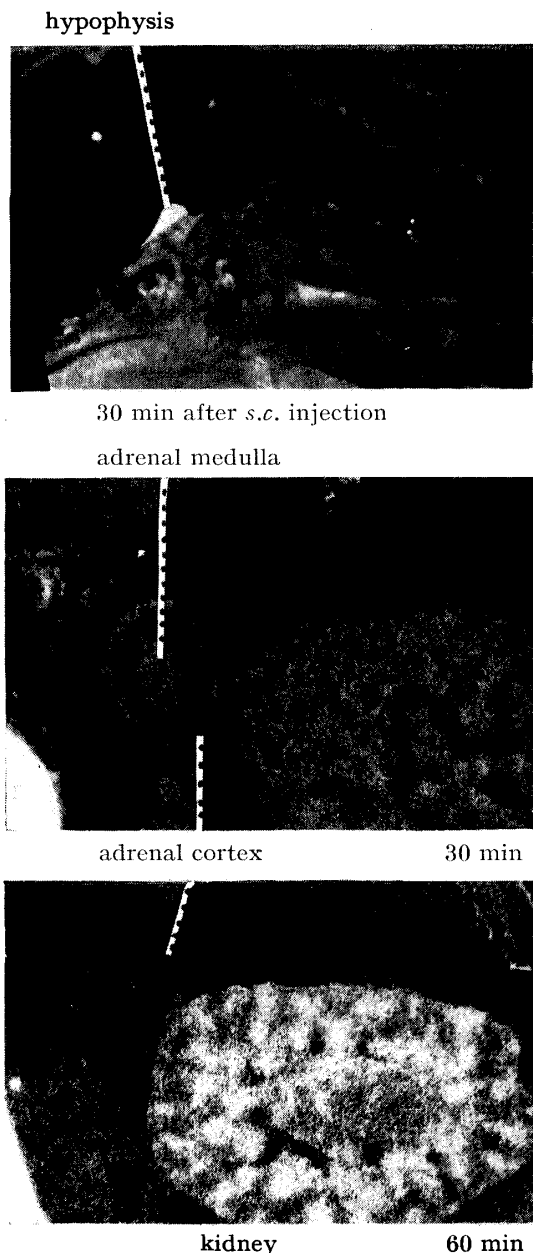 hypophysis
30 min after s.c. injection
adrenal medulla
adrenal cortex 30 min
kidney 60 min